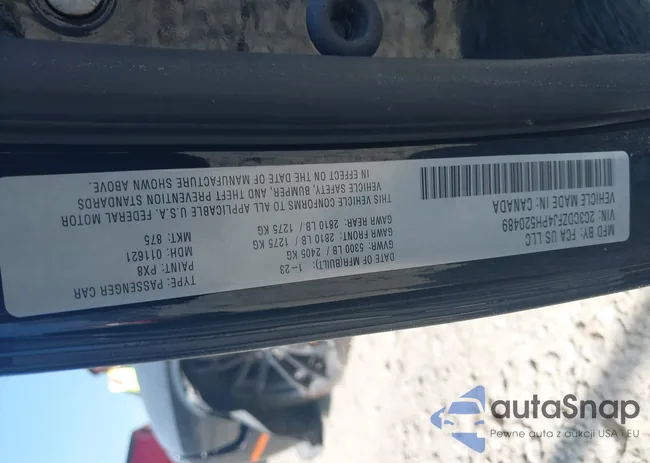 MFD BY: FCA US LLC
DATE OF MFR(BUILT): 1-23
GVWR: 5300 LB / 2405 KG
GAWR FRONT: 2810 LB / 1275 KG
GAWR REAR: 2810 LB / 1275 KG
THIS VEHICLE CONFORMS TO ALL APPLICABLE U.S.A. FEDERAL MOTOR
VEHICLE SAFETY, BUMPER, AND THEFT PREVENTION STANDARDS
IN EFFECT ON THE DATE OF MANUFACTURE SHOWN ABOVE.
VIN: 2C3CDZFJ4PH520489
VEHICLE MADE IN: CANADA
TYPE: PASSENGER CAR
PAINT: PX8
MDH: 011621
MKT: 875
autaSnap
Pewne auta z aukcji USA i EU